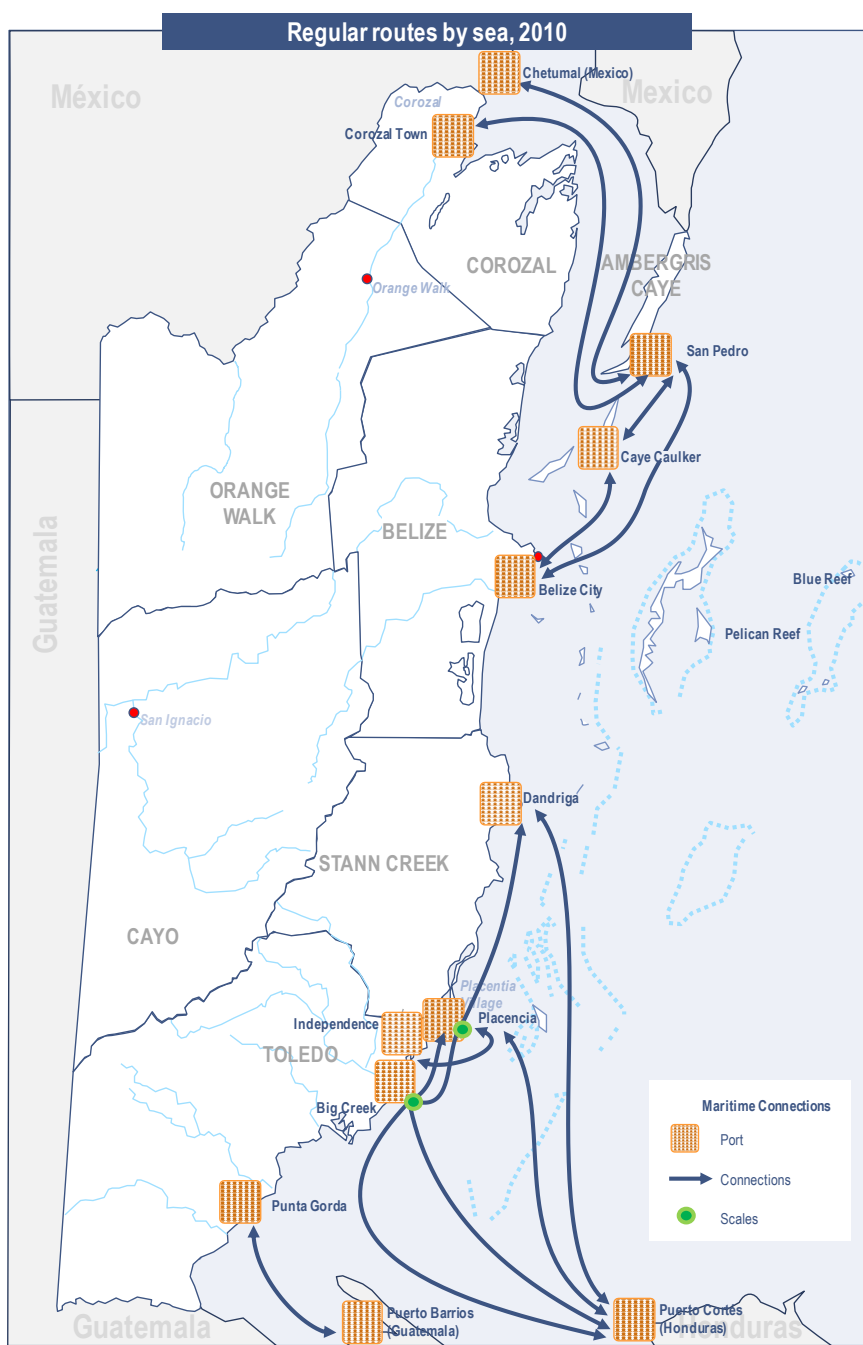 Regular routes by sea, 2010
Chetumal (Mexico)
México
Mexico
Corozal
Corozal Town
COROZAL
AMBERGRIS
CAYE
Orange Walk
San Pedro
Caye Caulker
ORANGE
WALK
BELIZE
Guatemala
Blue Reef
Belize City
Pelican Reef
San Ignacio
Dandriga
STANN CREEK
CAYO
Placentia
Village
Independence
Placencia
TOLEDO
Big Creek
Maritime Connections
Port
Connections
Scales
Punta Gorda
Puerto Barrios
(Guatemala)
Puerto Cortés
(Honduras)
Guatemala
Honduras